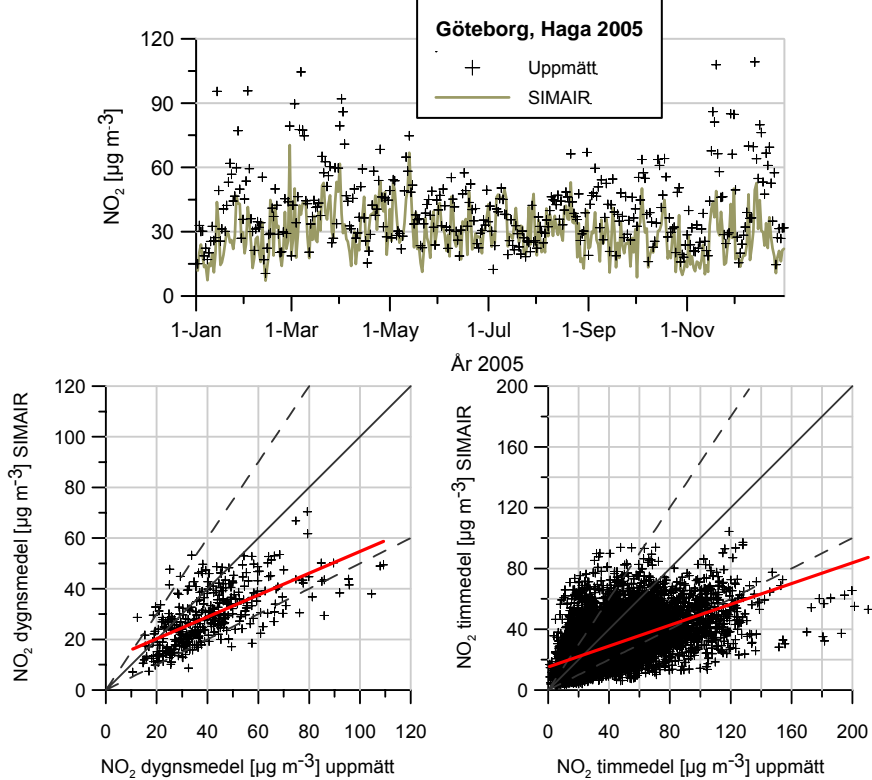 Göteborg, Haga 2005
Uppmätt
SIMAIR
NO₂ [µg m⁻³]
120
90
60
30
0
1-Jan 1-Mar 1-May 1-Jul 1-Sep 1-Nov
År 2005
NO₂ dygnsmedel [µg m⁻³] SIMAIR
120
100
80
60
40
20
0
0 20 40 60 80 100 120
NO₂ dygnsmedel [µg m⁻³] uppmätt
NO₂ timmedel [µg m⁻³] SIMAIR
200
160
120
80
40
0
0 40 80 120 160 200
NO₂ timmedel [µg m⁻³] uppmätt